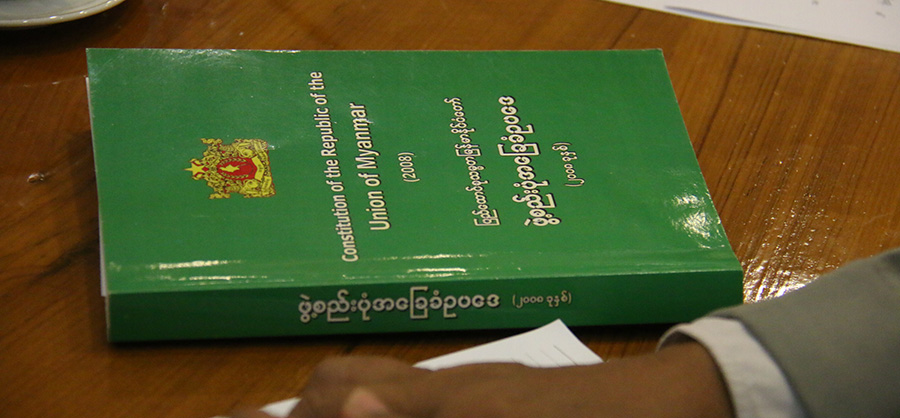 Constitution of the Republic of the
Union of Myanmar
(2008)
ပြည်ထောင်စုသမ္မတမြန်မာနိုင်ငံတော်
ဖွဲ့စည်းပုံအခြေခံဥပဒေ
(၂၀၀၈ ခုနှစ်)
ဖွဲ့စည်းပုံအခြေခံဥပဒေ (၂၀၀၈ ခုနှစ်)